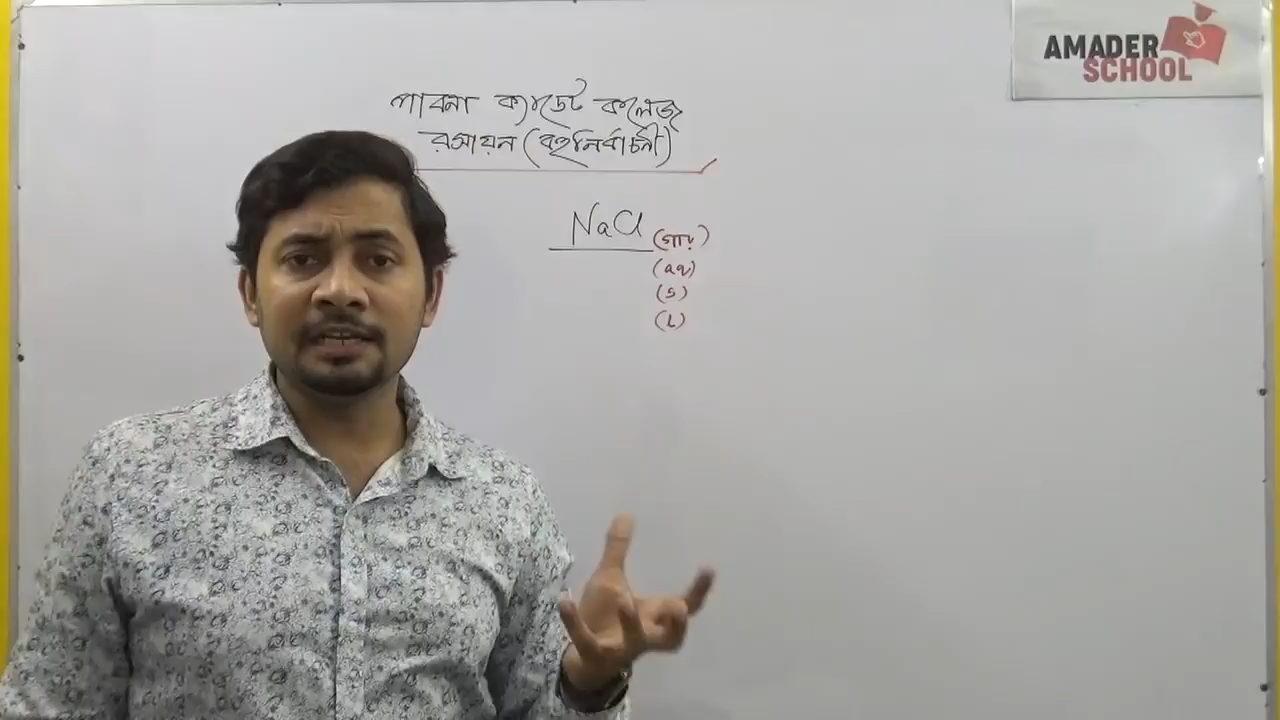 পাবনা ক্যাডেট কলেজ
রসায়ন (বহুনির্বাচনী)
NaCl (গাঢ়)
(aq)
(s)
(L)
AMADER
SCHOOL